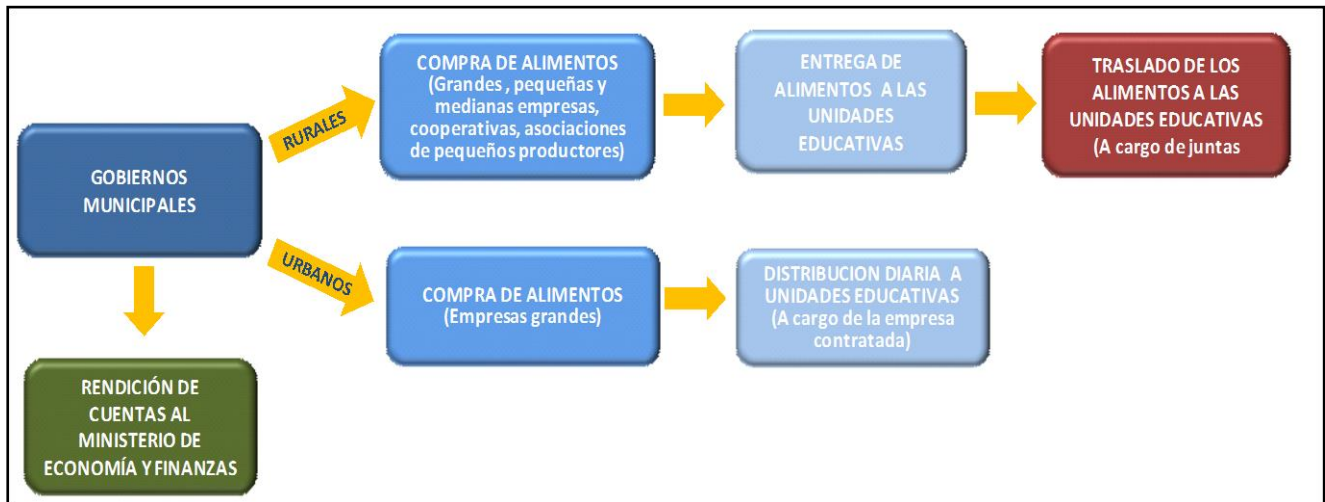 GOBIERNOS
MUNICIPALES
RURALES
COMPRA DE ALIMENTOS
(Grandes , pequeñas y
medianas empresas,
cooperativas, asociaciones
de pequeños productores)
ENTREGA DE
ALIMENTOS A LAS
UNIDADES
EDUCATIVAS
TRASLADO DE LOS
ALIMENTOS A LAS
UNIDADES EDUCATIVAS
(A cargo de juntas
URBANOS
COMPRA DE ALIMENTOS
(Empresas grandes)
DISTRIBUCION DIARIA A
UNIDADES EDUCATIVAS
(A cargo de la empresa
contratada)
RENDICIÓN DE
CUENTAS AL
MINISTERIO DE
ECONOMÍA Y FINANZAS